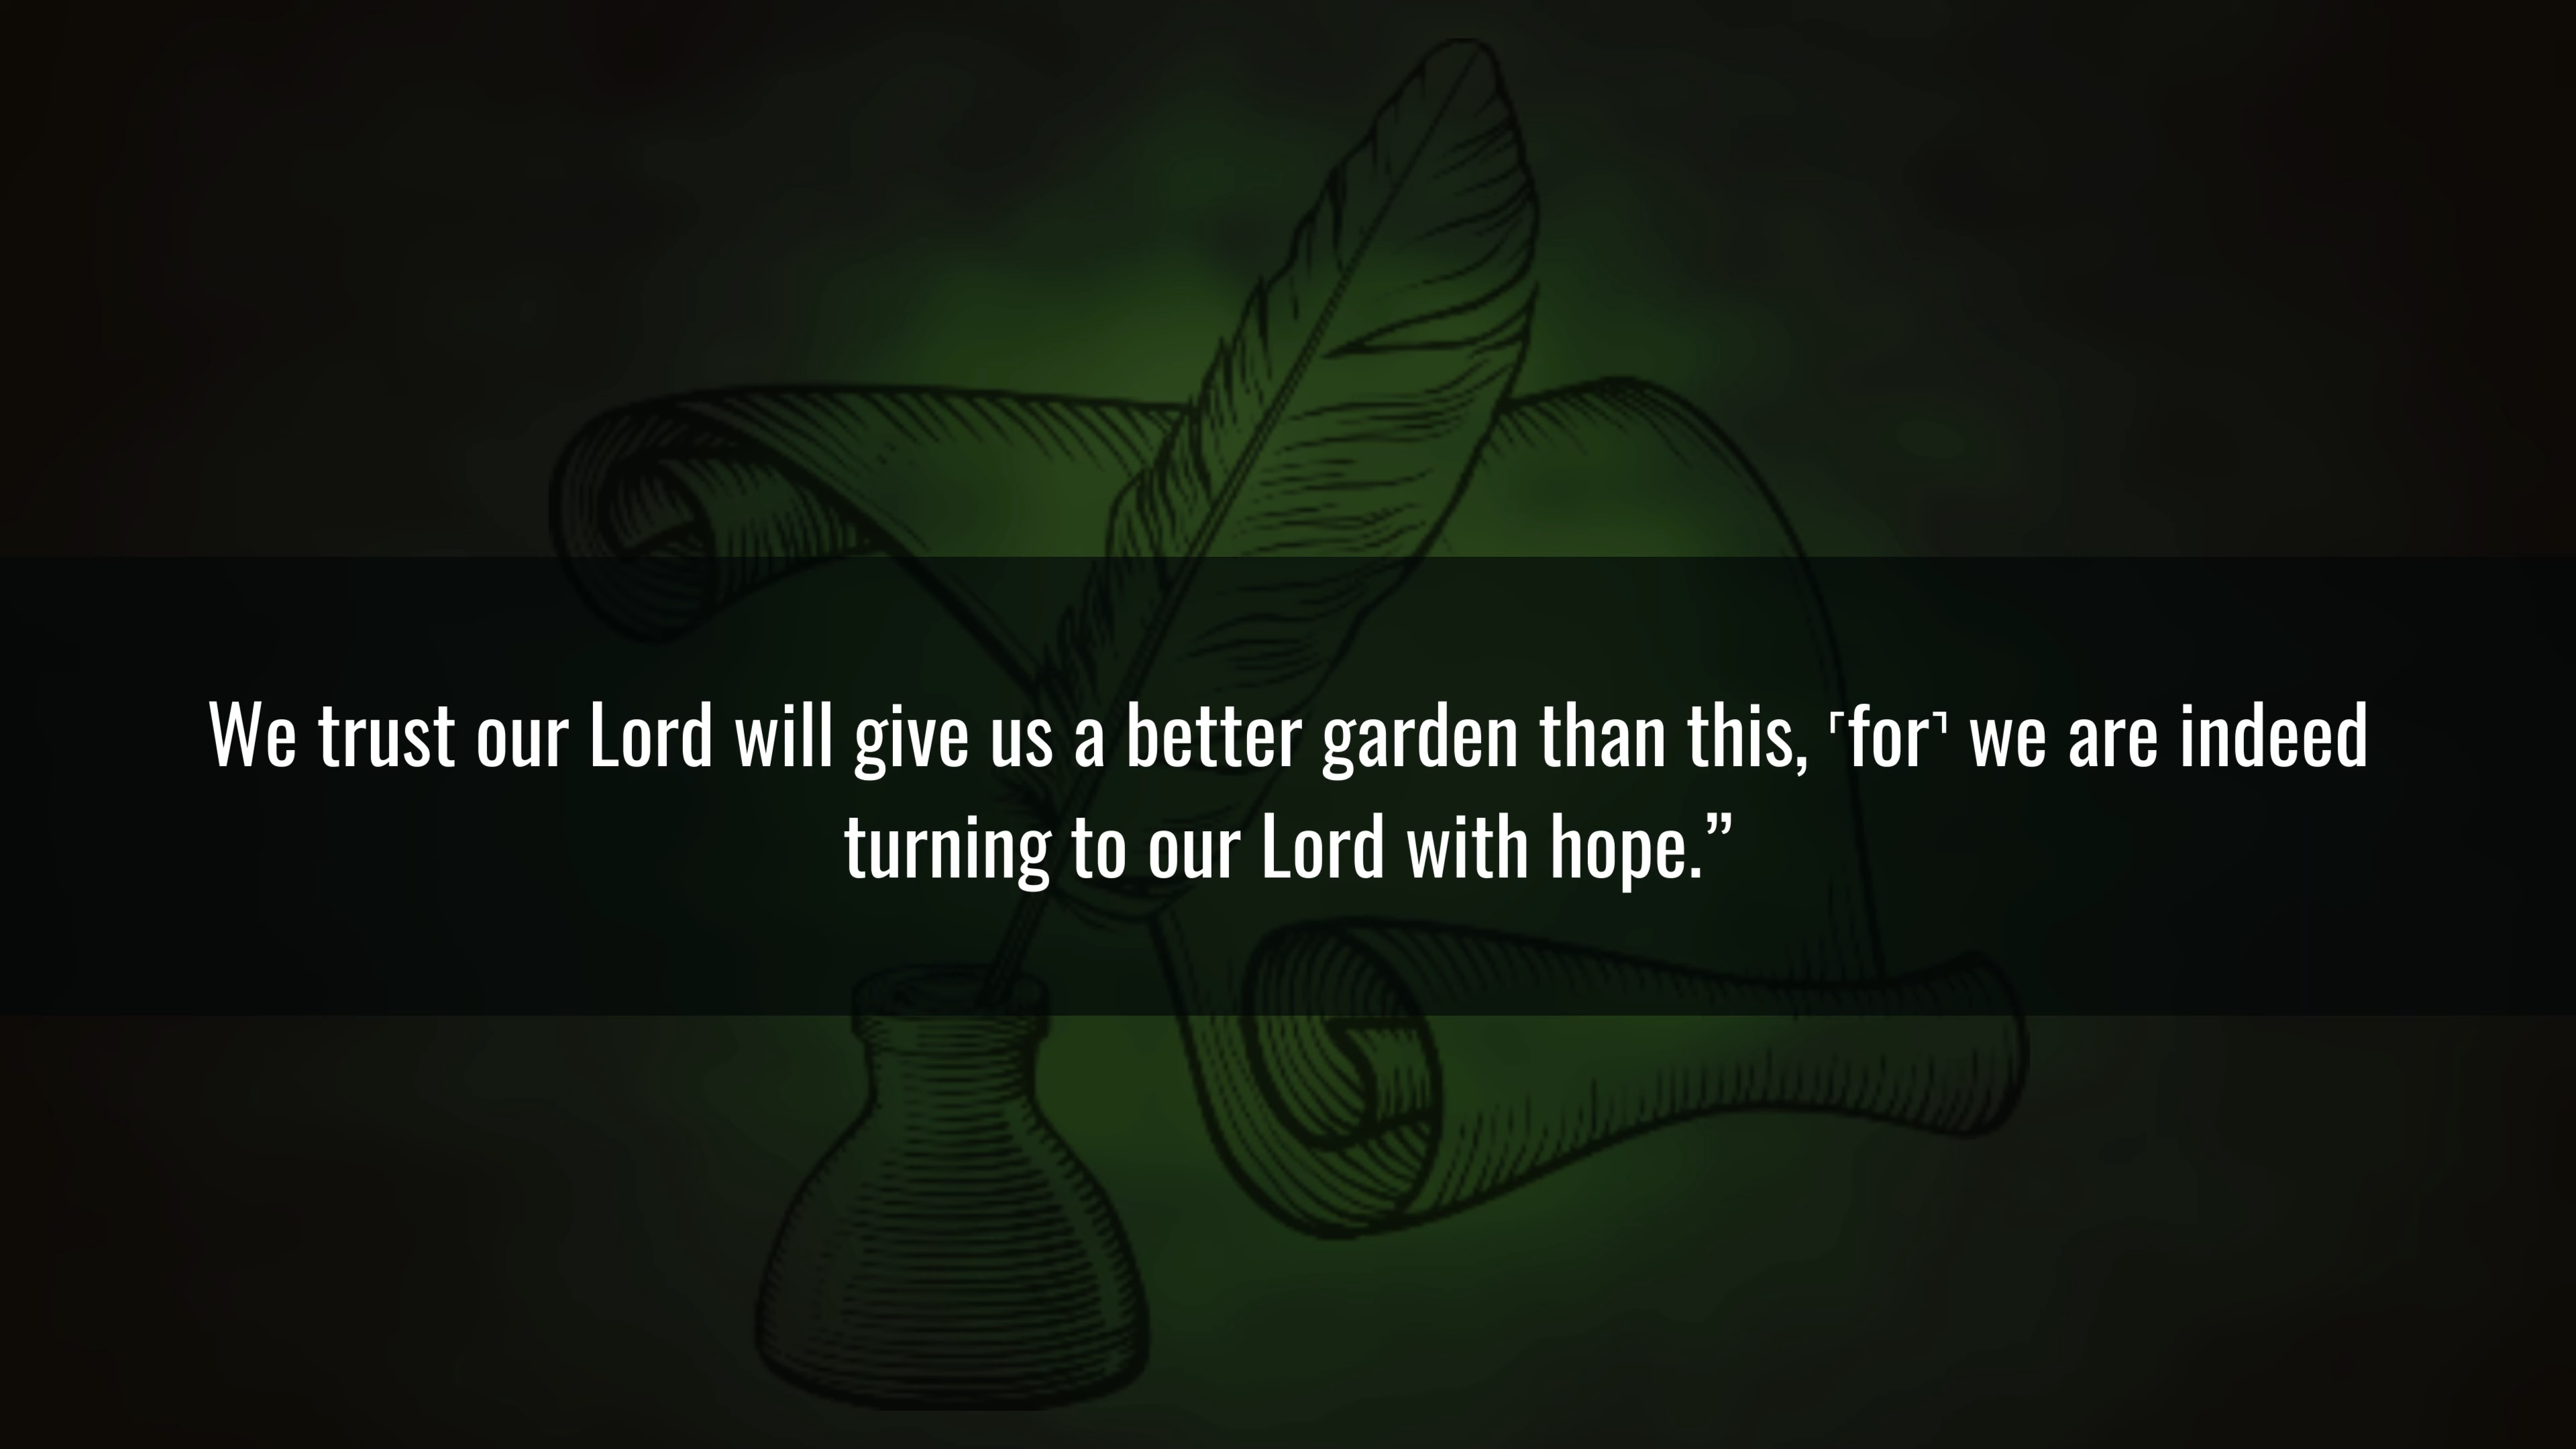 We trust our Lord will give us a better garden than this, ˹for˺ we are indeed
turning to our Lord with hope.”